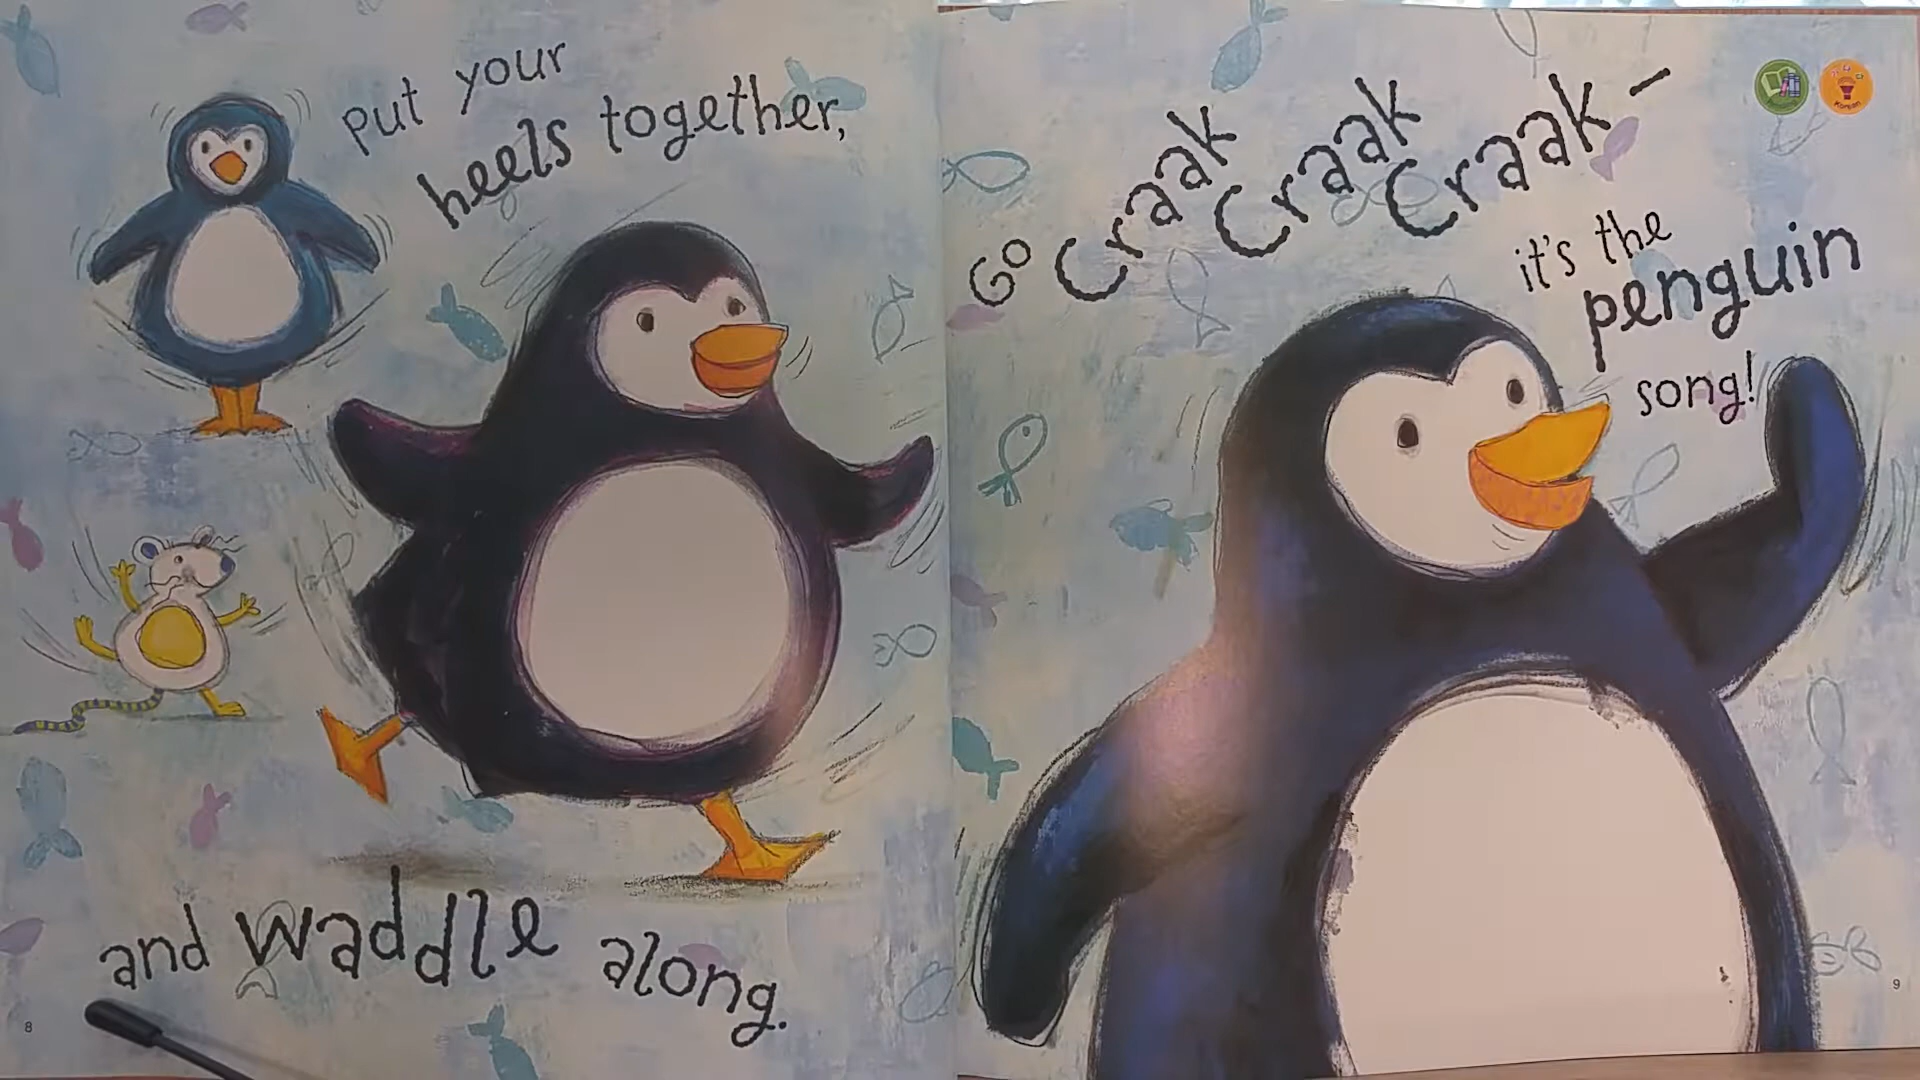 put your
heels together,
and waddle along.
8
Go Craak Craak Craak –
it's the
penguin
song!
9